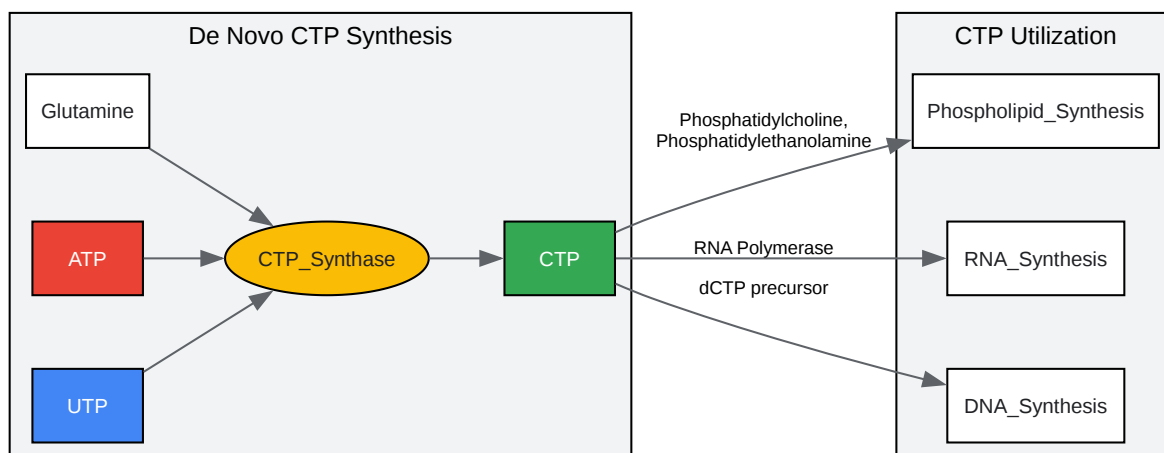 De Novo CTP Synthesis
Glutamine
ATP
UTP
CTP_Synthase
CTP
Phosphatidylcholine,
Phosphatidylethanolamine
RNA Polymerase
dCTP precursor
CTP Utilization
Phospholipid_Synthesis
RNA_Synthesis
DNA_Synthesis